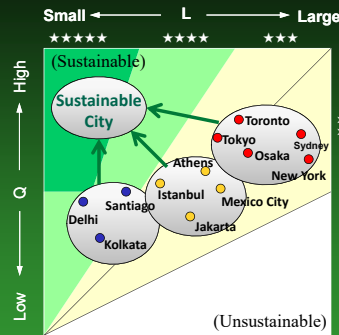 Small L Large
★★★★★ ★★★★ ★★★
(Sustainable)
High
Q
Low
Sustainable
City
Toronto
Tokyo
Sydney
Osaka
New York
Athens
Istanbul
Mexico City
Jakarta
Santiago
Delhi
Kolkata
(Unsustainable)